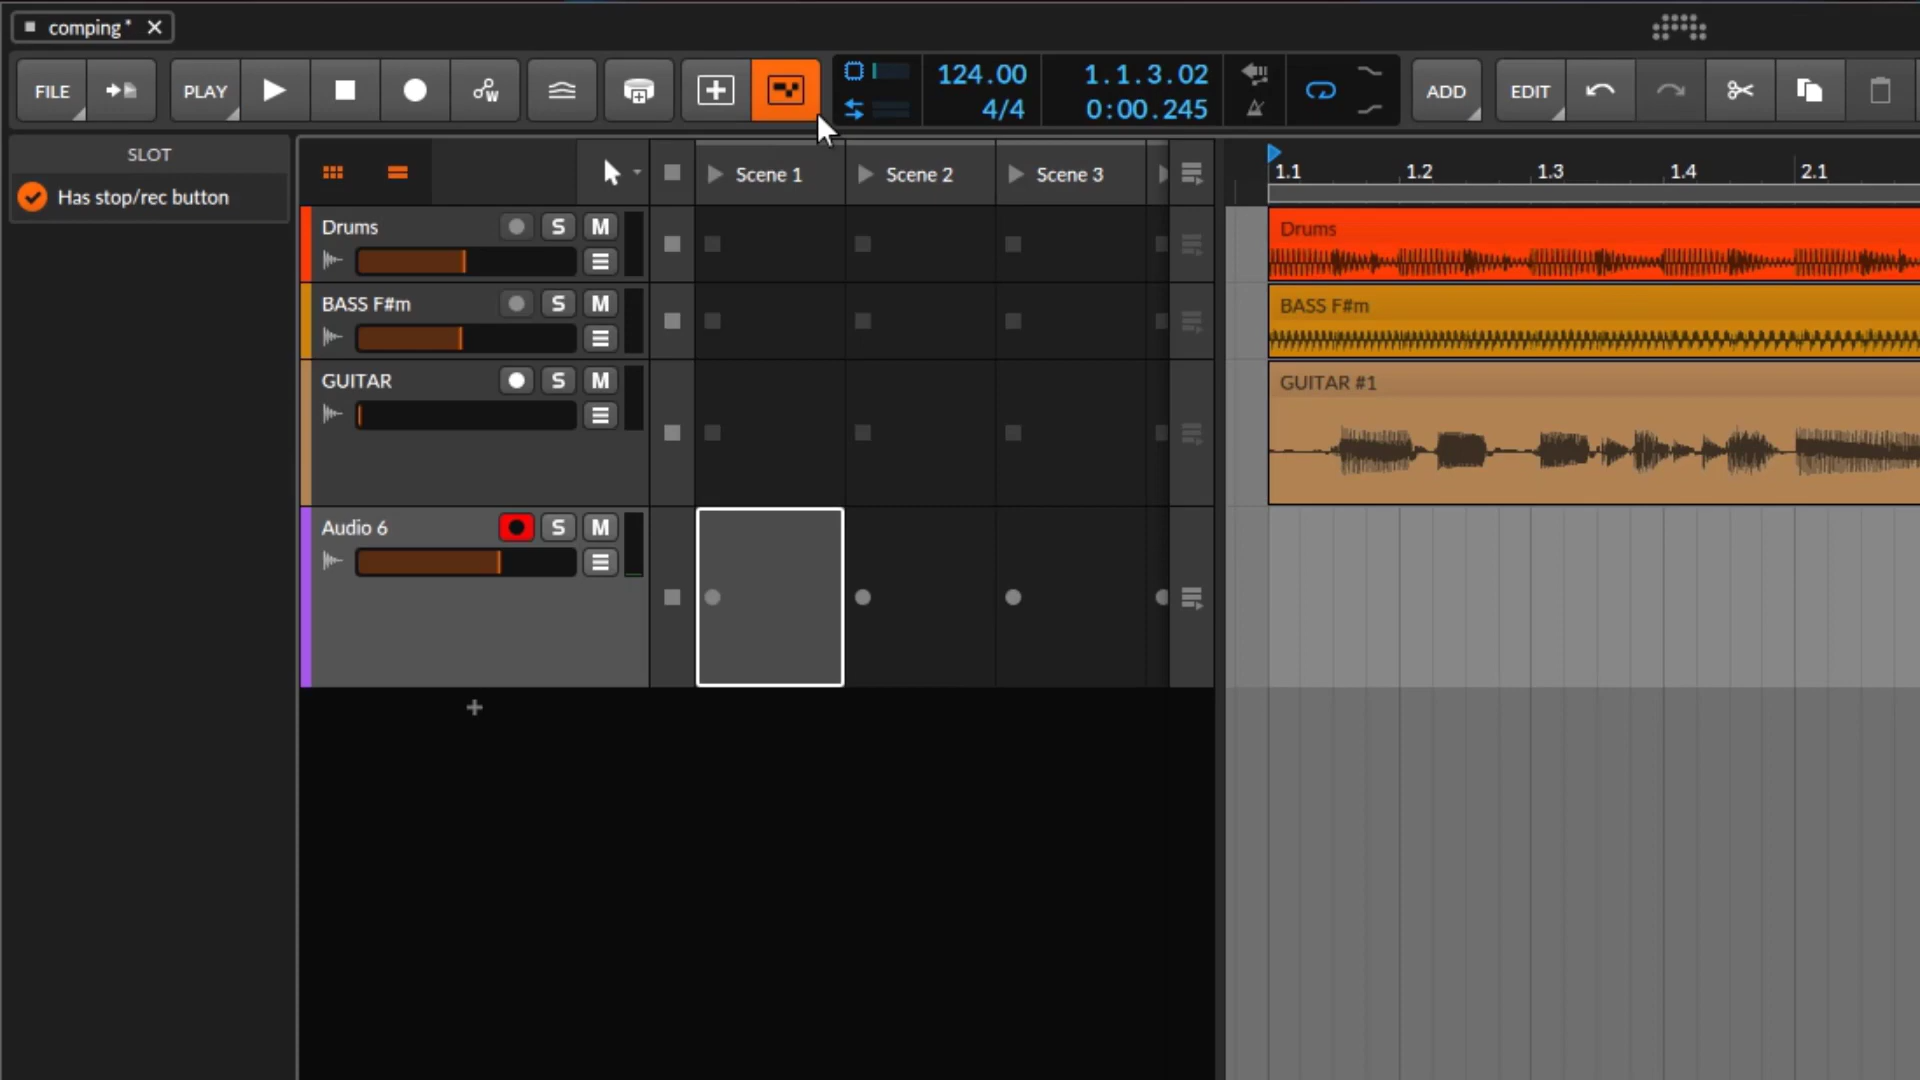 comping*
FILE
PLAY
124.00
4/4
1.1.3.02
0:00.245
ADD
EDIT
SLOT
Has stop/rec button
Scene 1
Scene 2
Scene 3
1.1
1.2
1.3
1.4
2.1
Drums
S
M
Drums
BASS F#m
S
M
BASS F#m
GUITAR
S
M
GUITAR #1
Audio 6
S
M